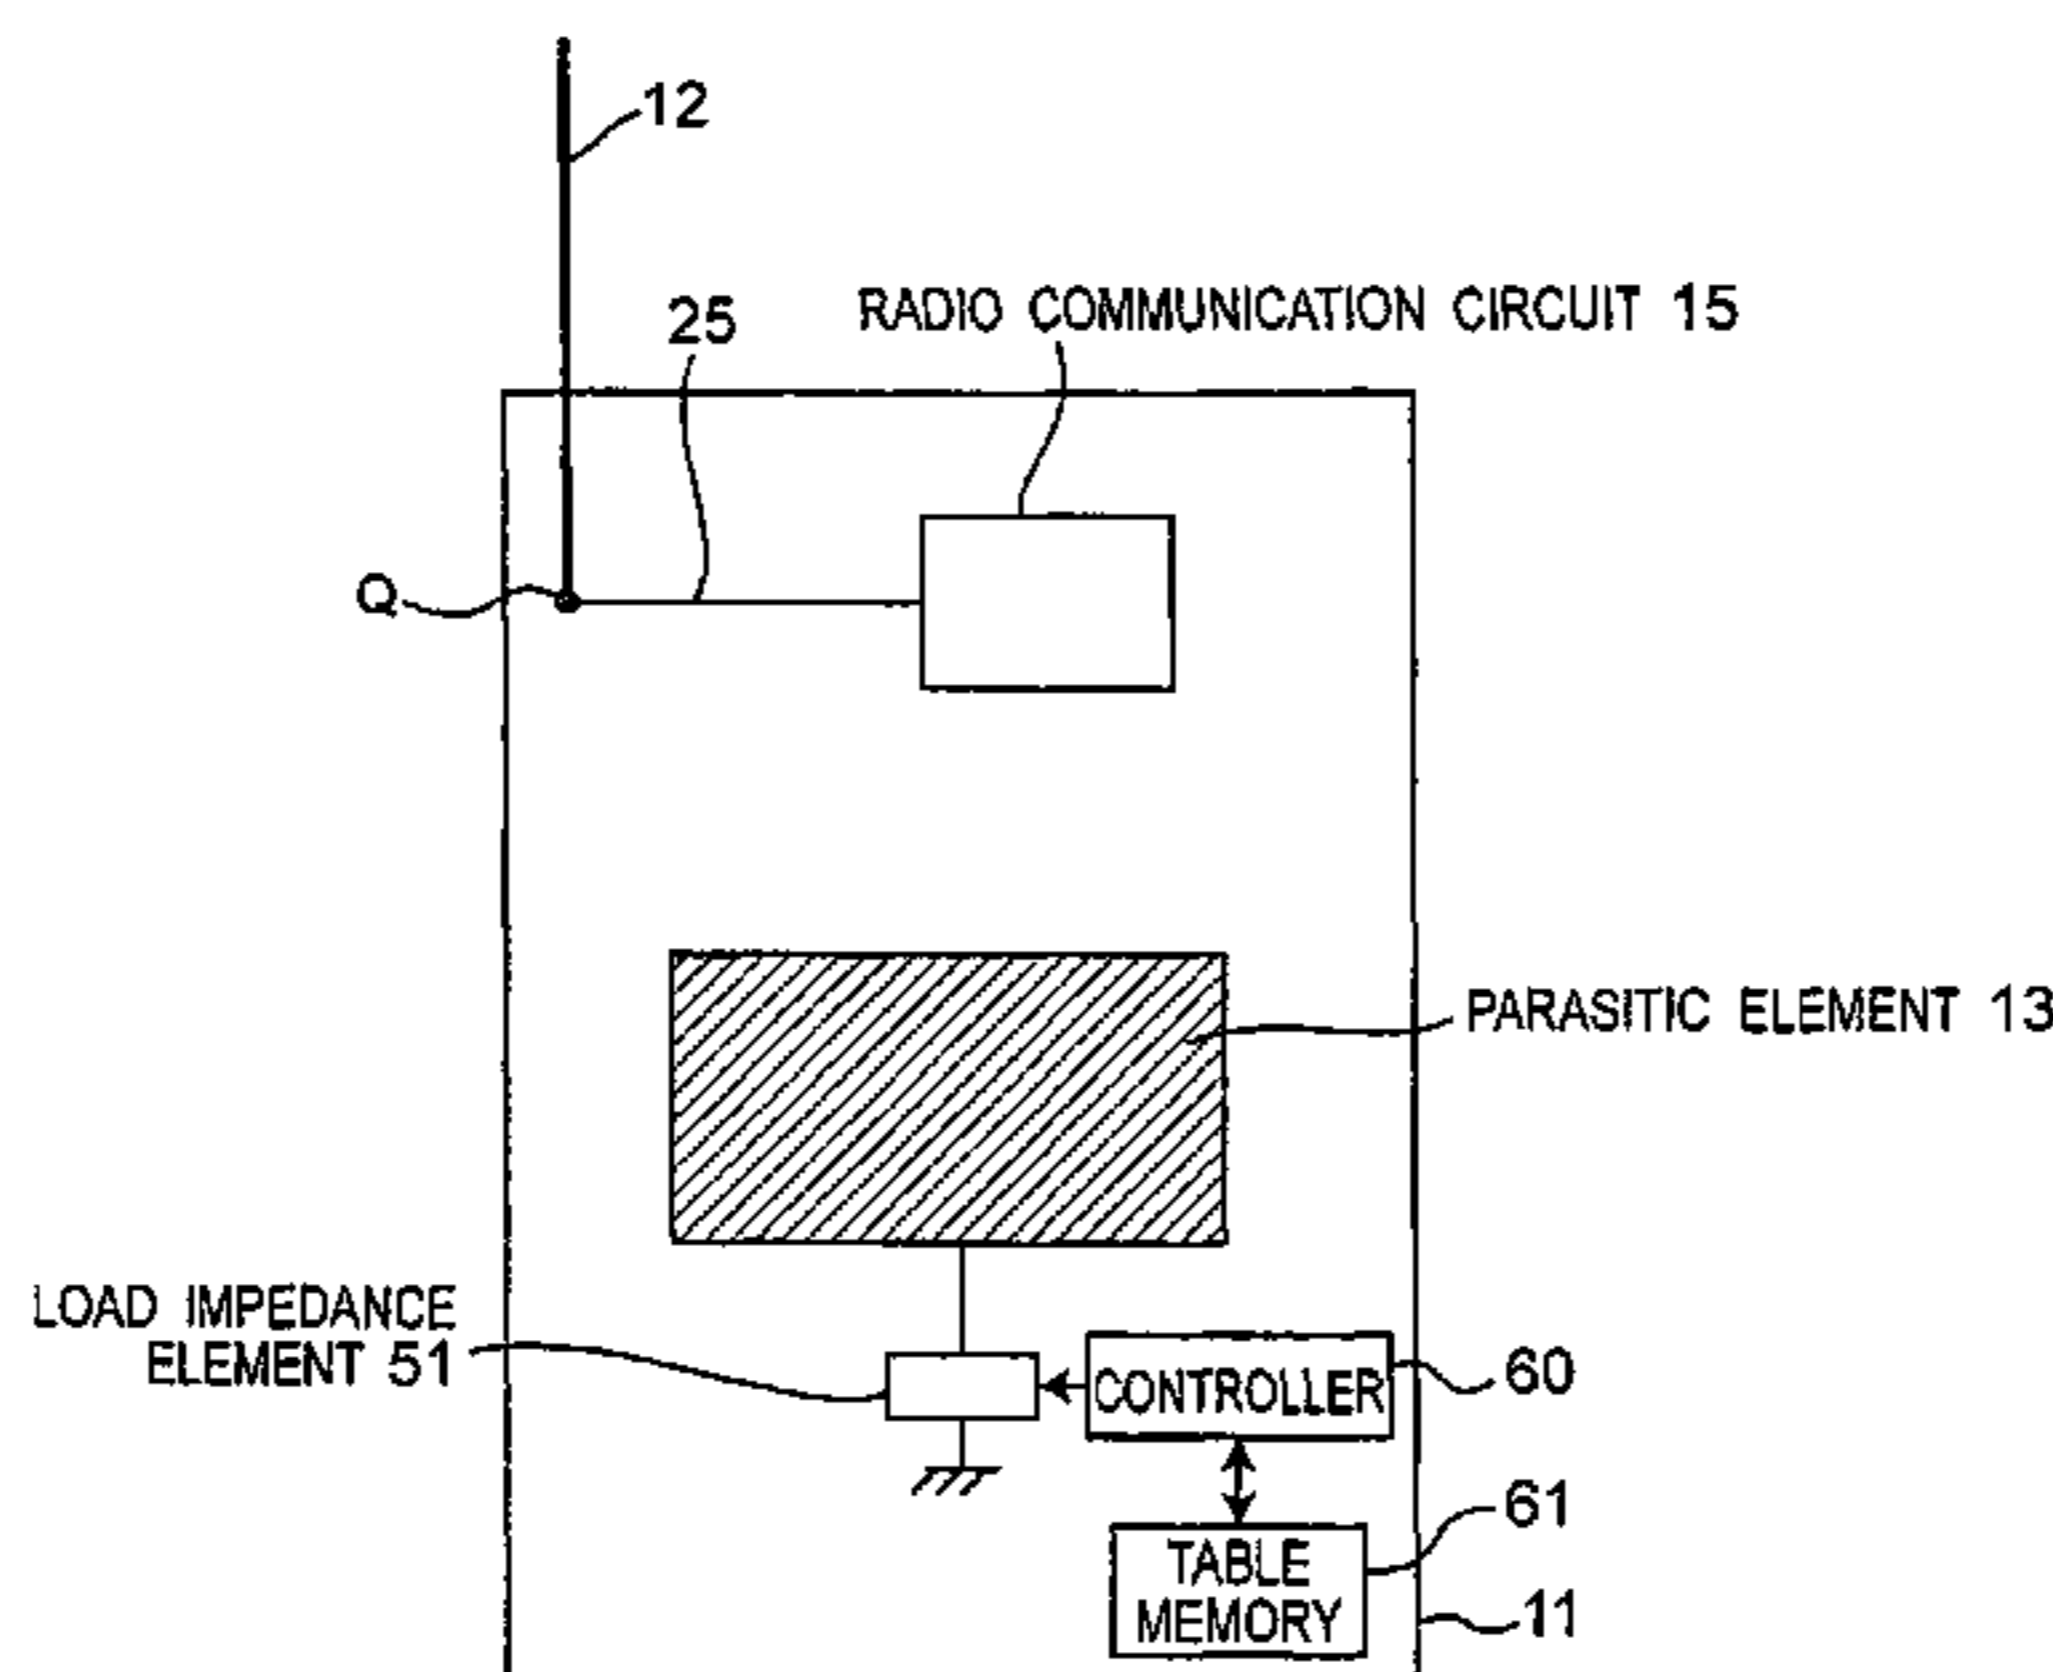 12
25
RADIO COMMUNICATION CIRCUIT 15
Q
PARASITIC ELEMENT 13
LOAD IMPEDANCE
ELEMENT 51
CONTROLLER
60
61
TABLE
MEMORY
11